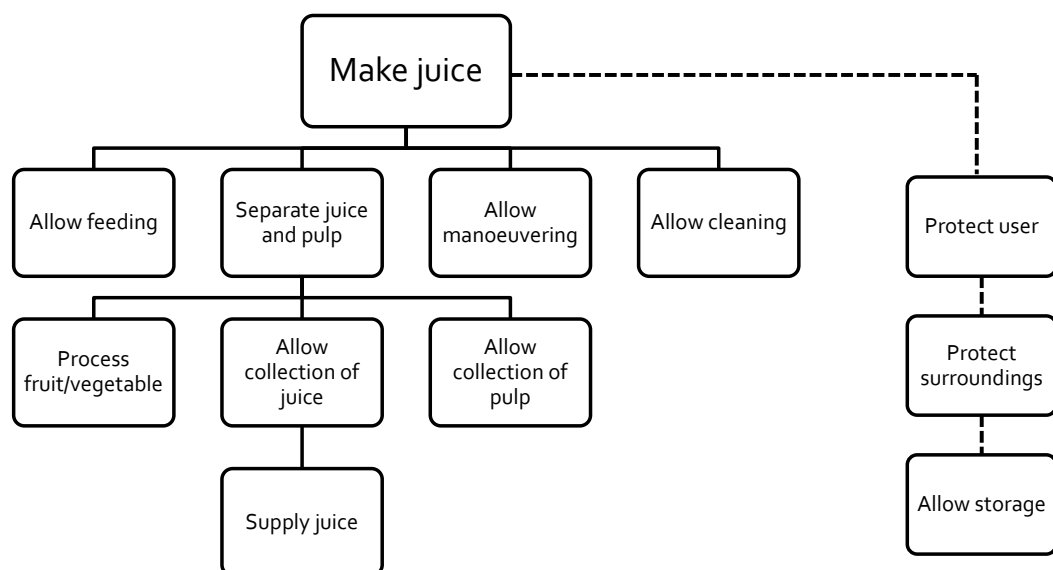 Make juice
Allow feeding
Separate juice
and pulp
Allow
manoeuvering
Allow cleaning
Protect user
Process
fruit/vegetable
Allow
collection of
juice
Allow
collection of
pulp
Protect
surroundings
Supply juice
Allow storage